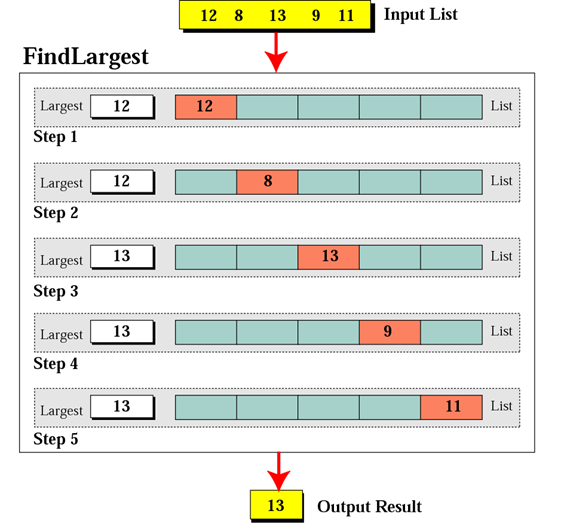 12 8 13 9 11 Input List
FindLargest
Largest 12 12 List
Step 1
Largest 12 8 List
Step 2
Largest 13 13 List
Step 3
Largest 13 9 List
Step 4
Largest 13 11 List
Step 5
13 Output Result